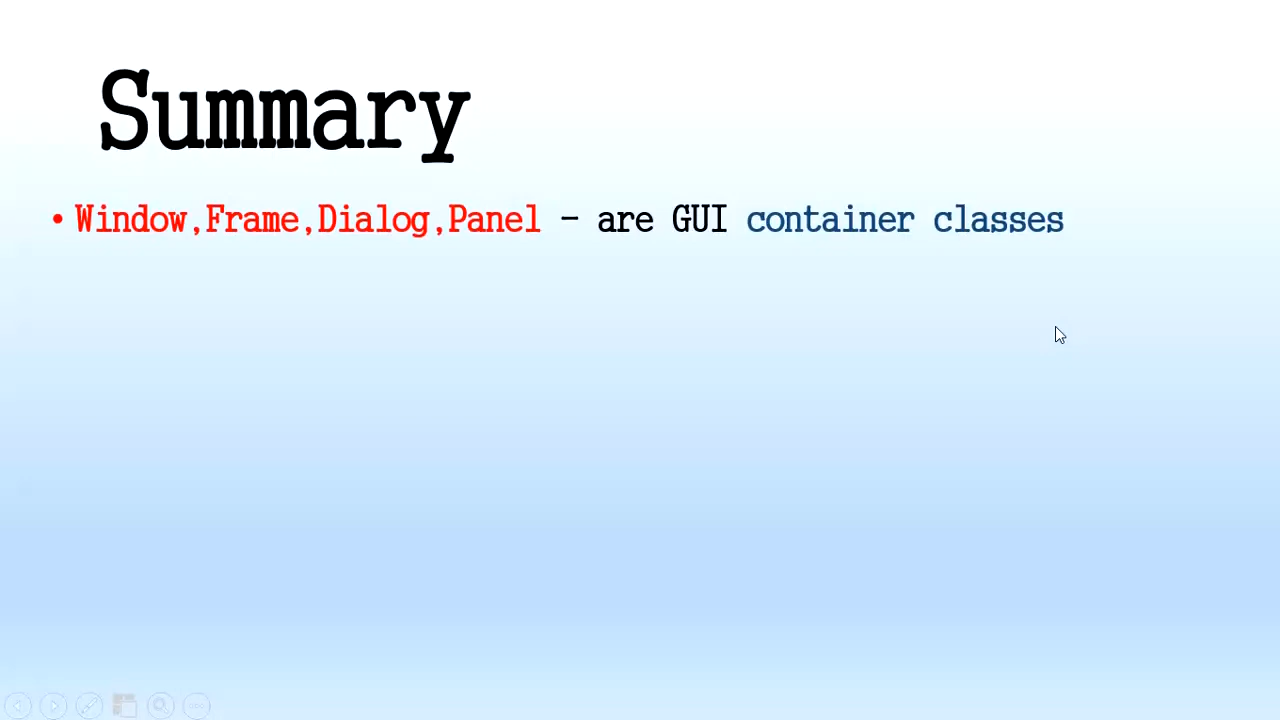 Summary
• Window,Frame,Dialog,Panel - are GUI container classes